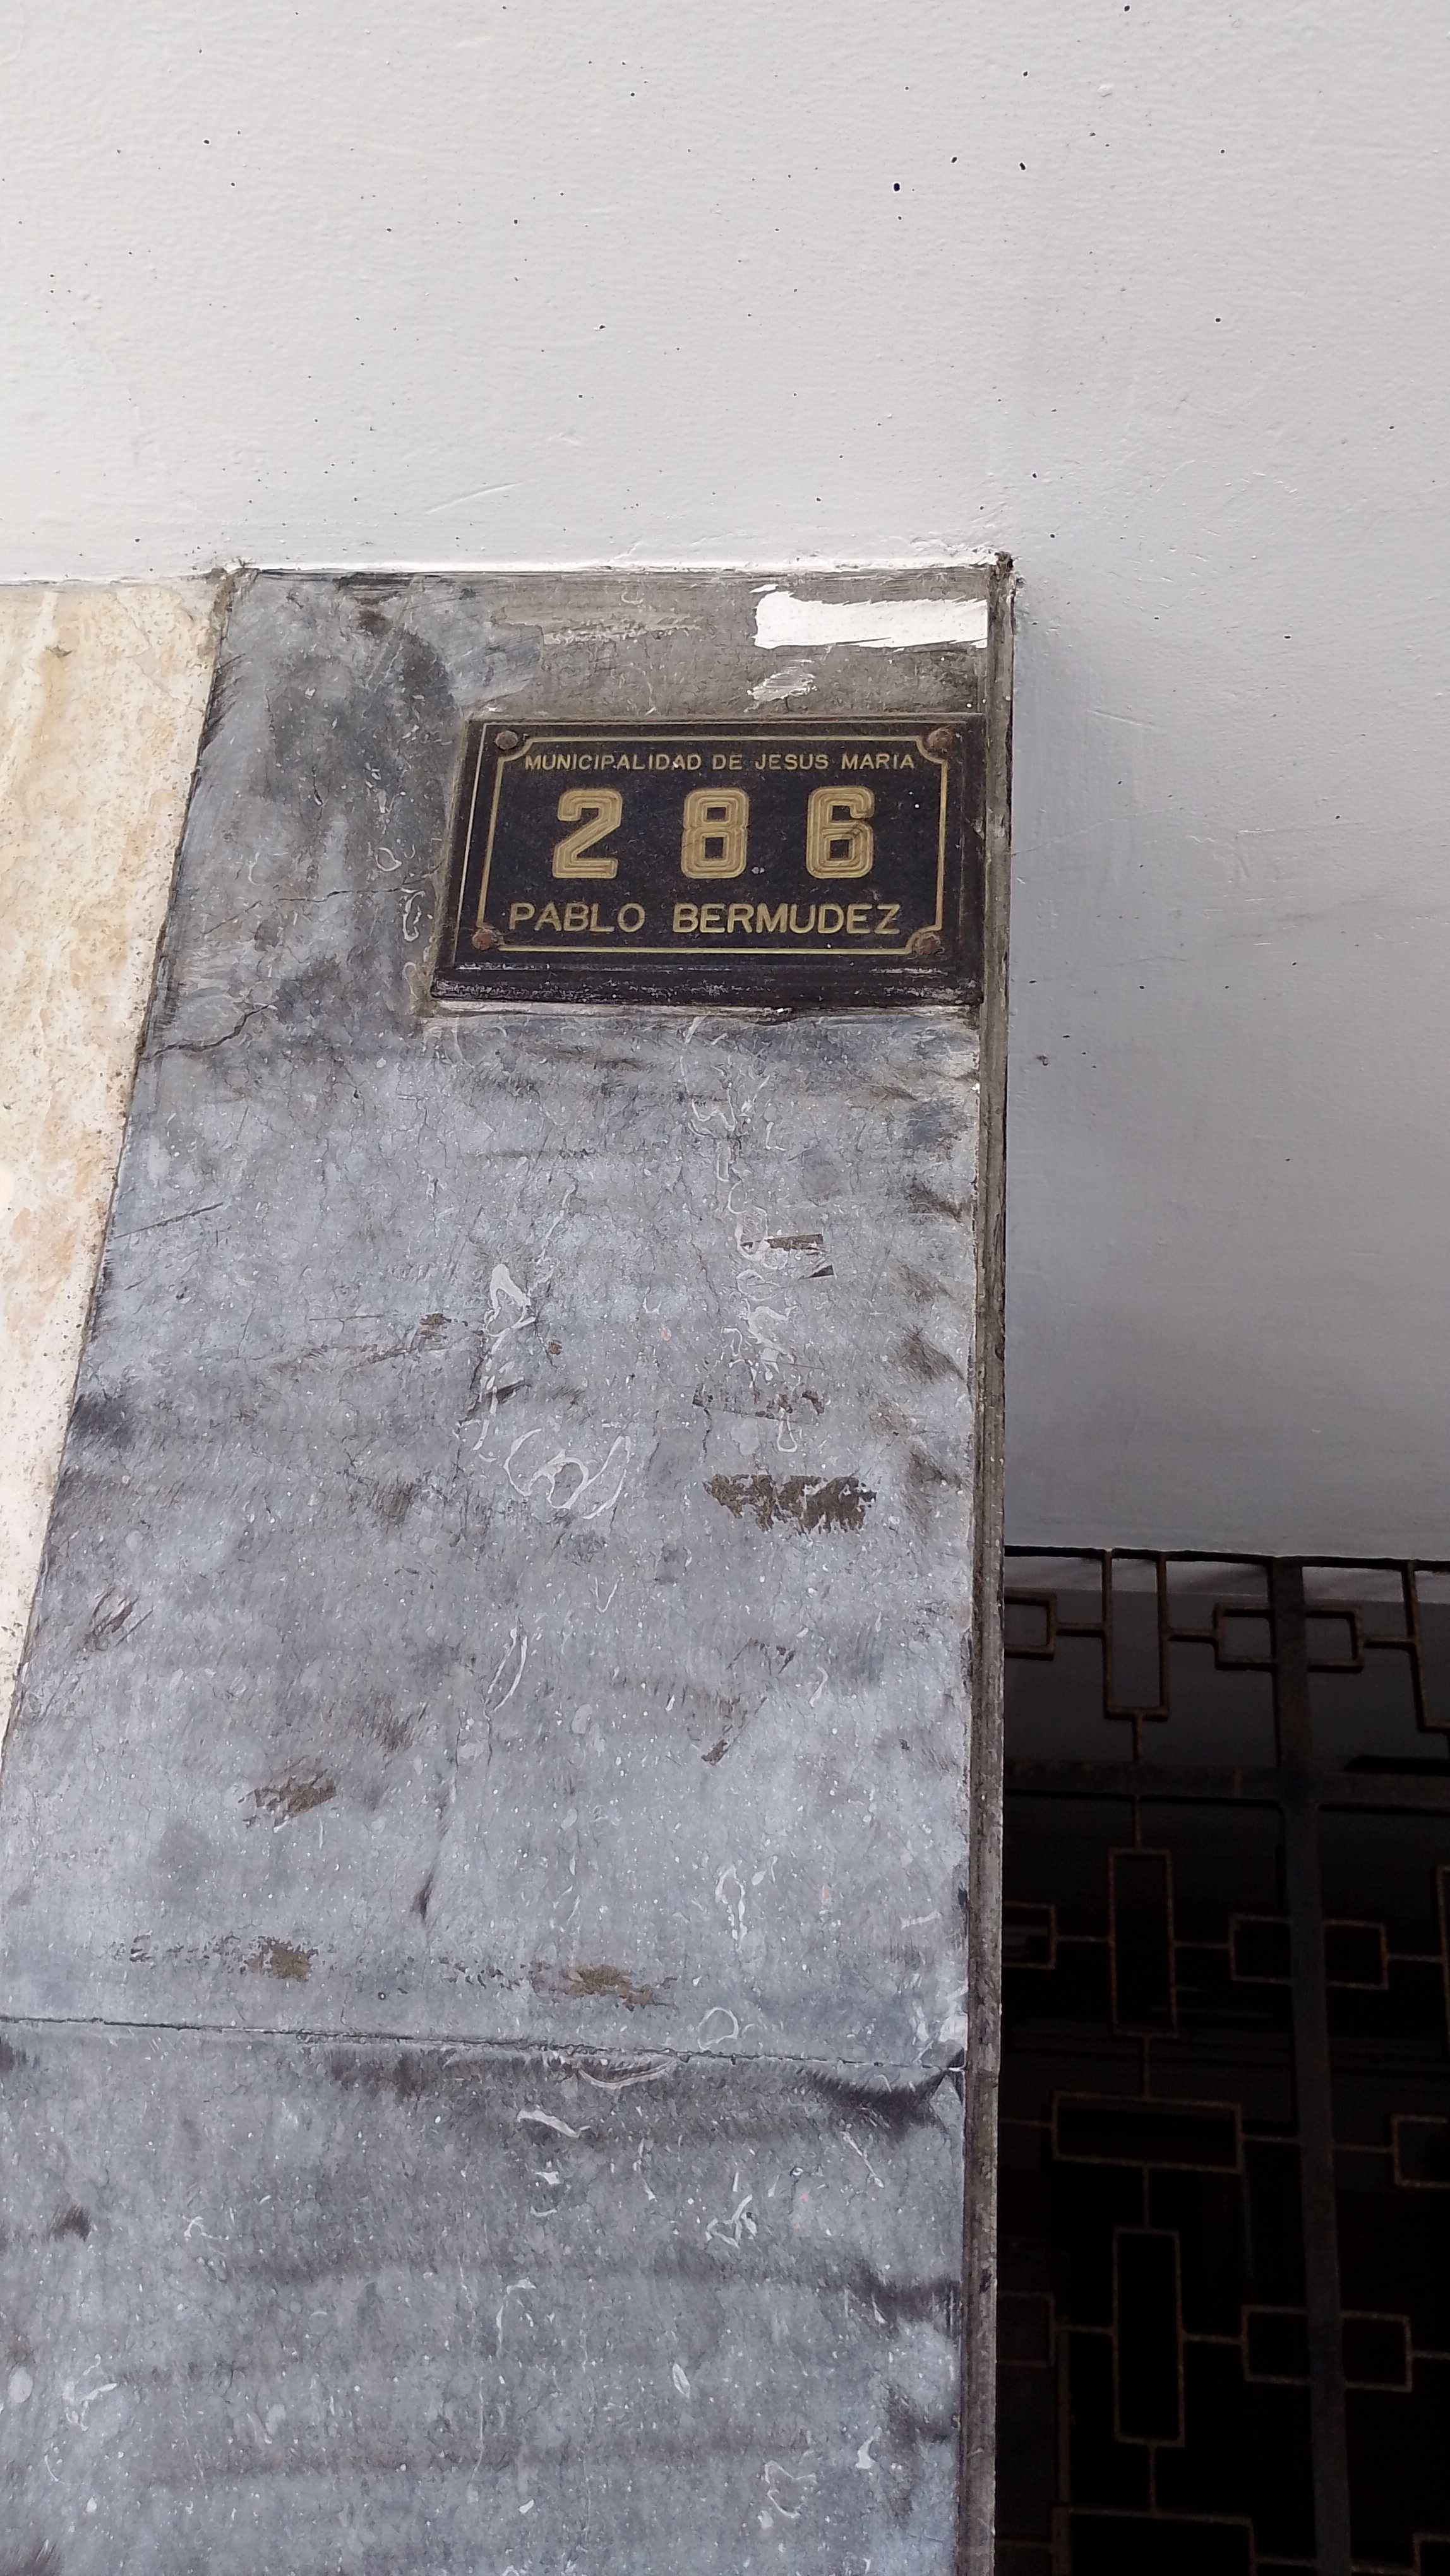 MUNICIPALIDAD DE JESUS MARIA
286
PABLO BERMUDEZ